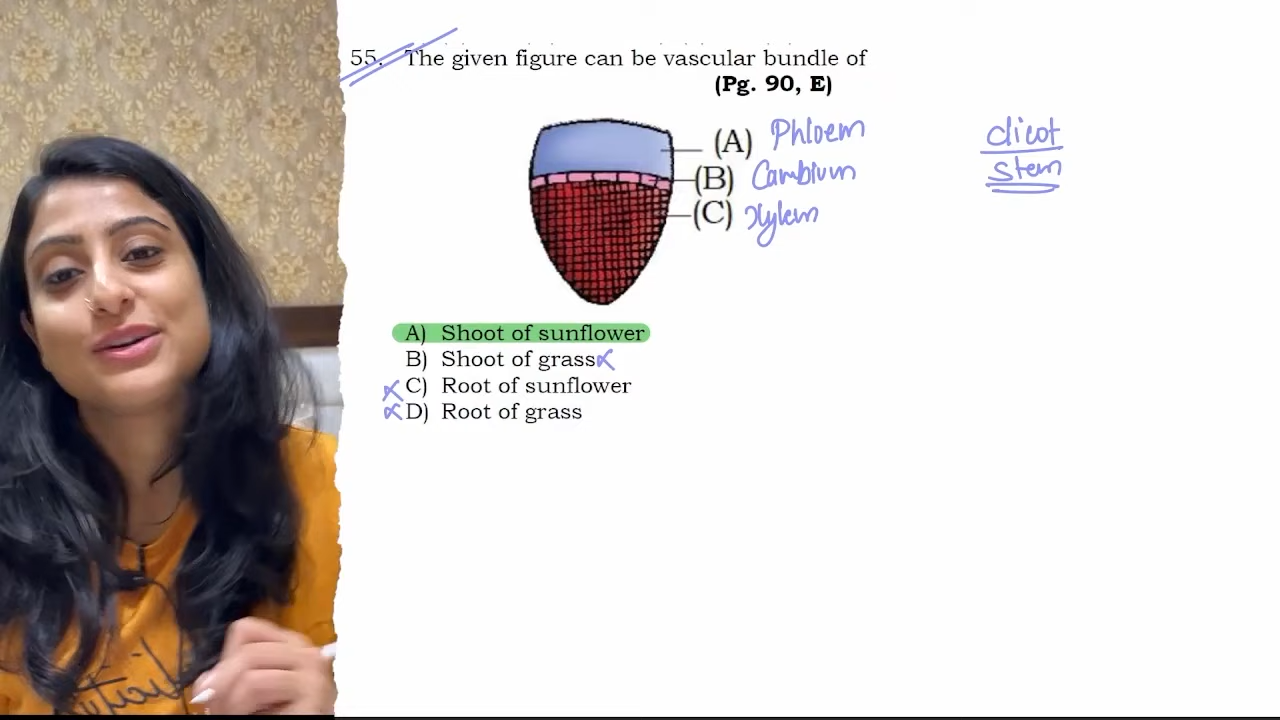 55. The given figure can be vascular bundle of
(Pg. 90, E)
(A) Phloem
(B) Cambium
(C) Xylem
dicot
stem
A) Shoot of sunflower
B) Shoot of grass
C) Root of sunflower
D) Root of grass